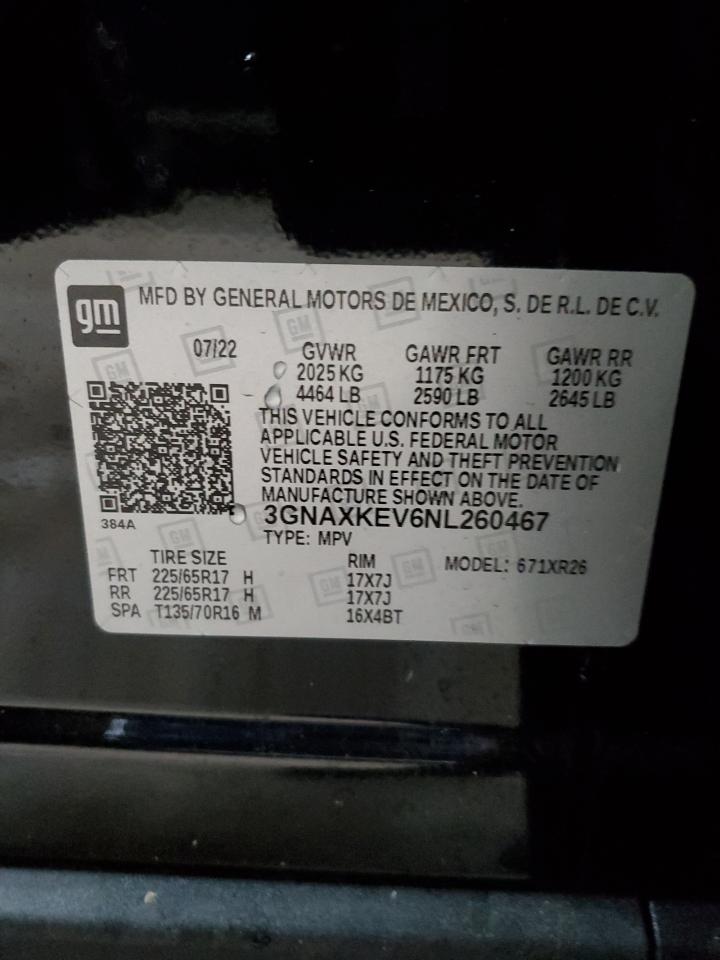 gm
MFD BY GENERAL MOTORS DE MEXICO, S. DE R.L. DE C.V.
07/22 GVWR GAWR FRT GAWR RR
2025 KG 1175 KG 1200 KG
4464 LB 2590 LB 2645 LB
THIS VEHICLE CONFORMS TO ALL
APPLICABLE U.S. FEDERAL MOTOR
VEHICLE SAFETY AND THEFT PREVENTION
STANDARDS IN EFFECT ON THE DATE OF
MANUFACTURE SHOWN ABOVE.
384A
3GNAXKEV6NL260467
TYPE: MPV
TIRE SIZE RIM MODEL: 671XR26
FRT 225/65R17 H 17X7J
RR 225/65R17 H 17X7J
SPA T135/70R16 M 16X4BT